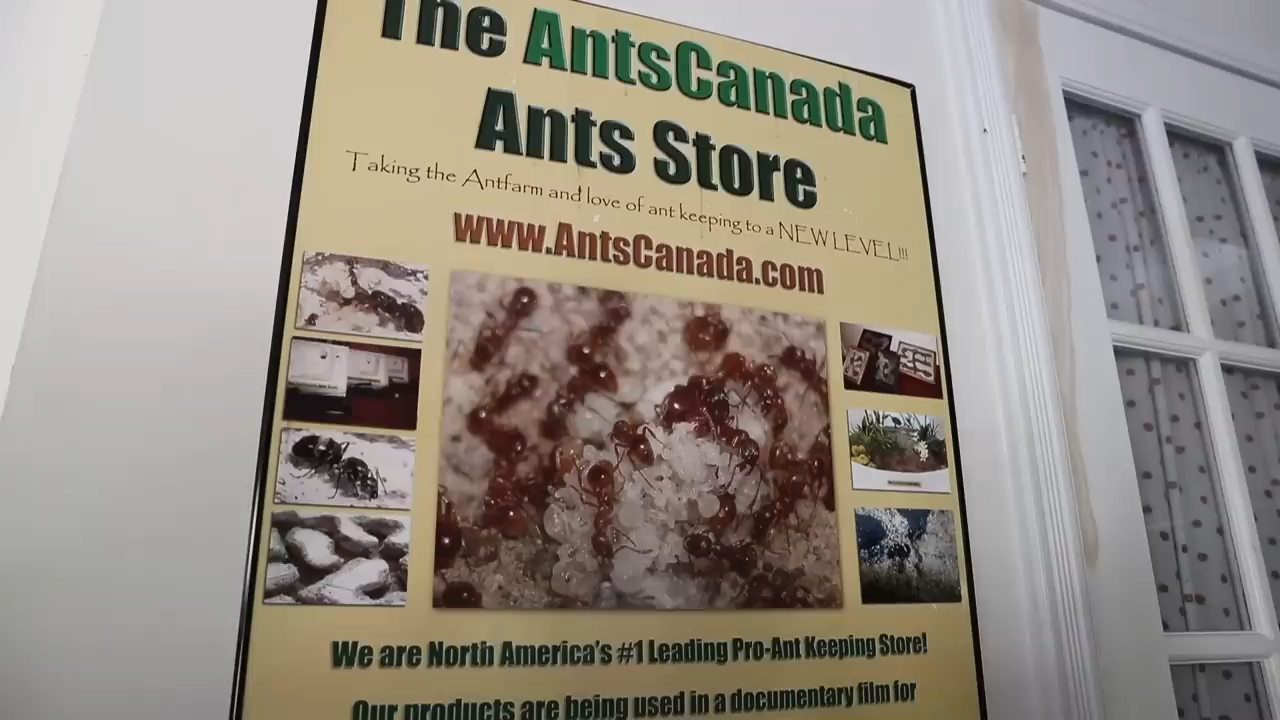 The AntsCanada
Ants Store
Taking the Antfarm and love of ant keeping to a NEW LEVEL!!!
www.AntsCanada.com
We are North America's #1 Leading Pro-Ant Keeping Store!
Our products are being used in a documentary film for